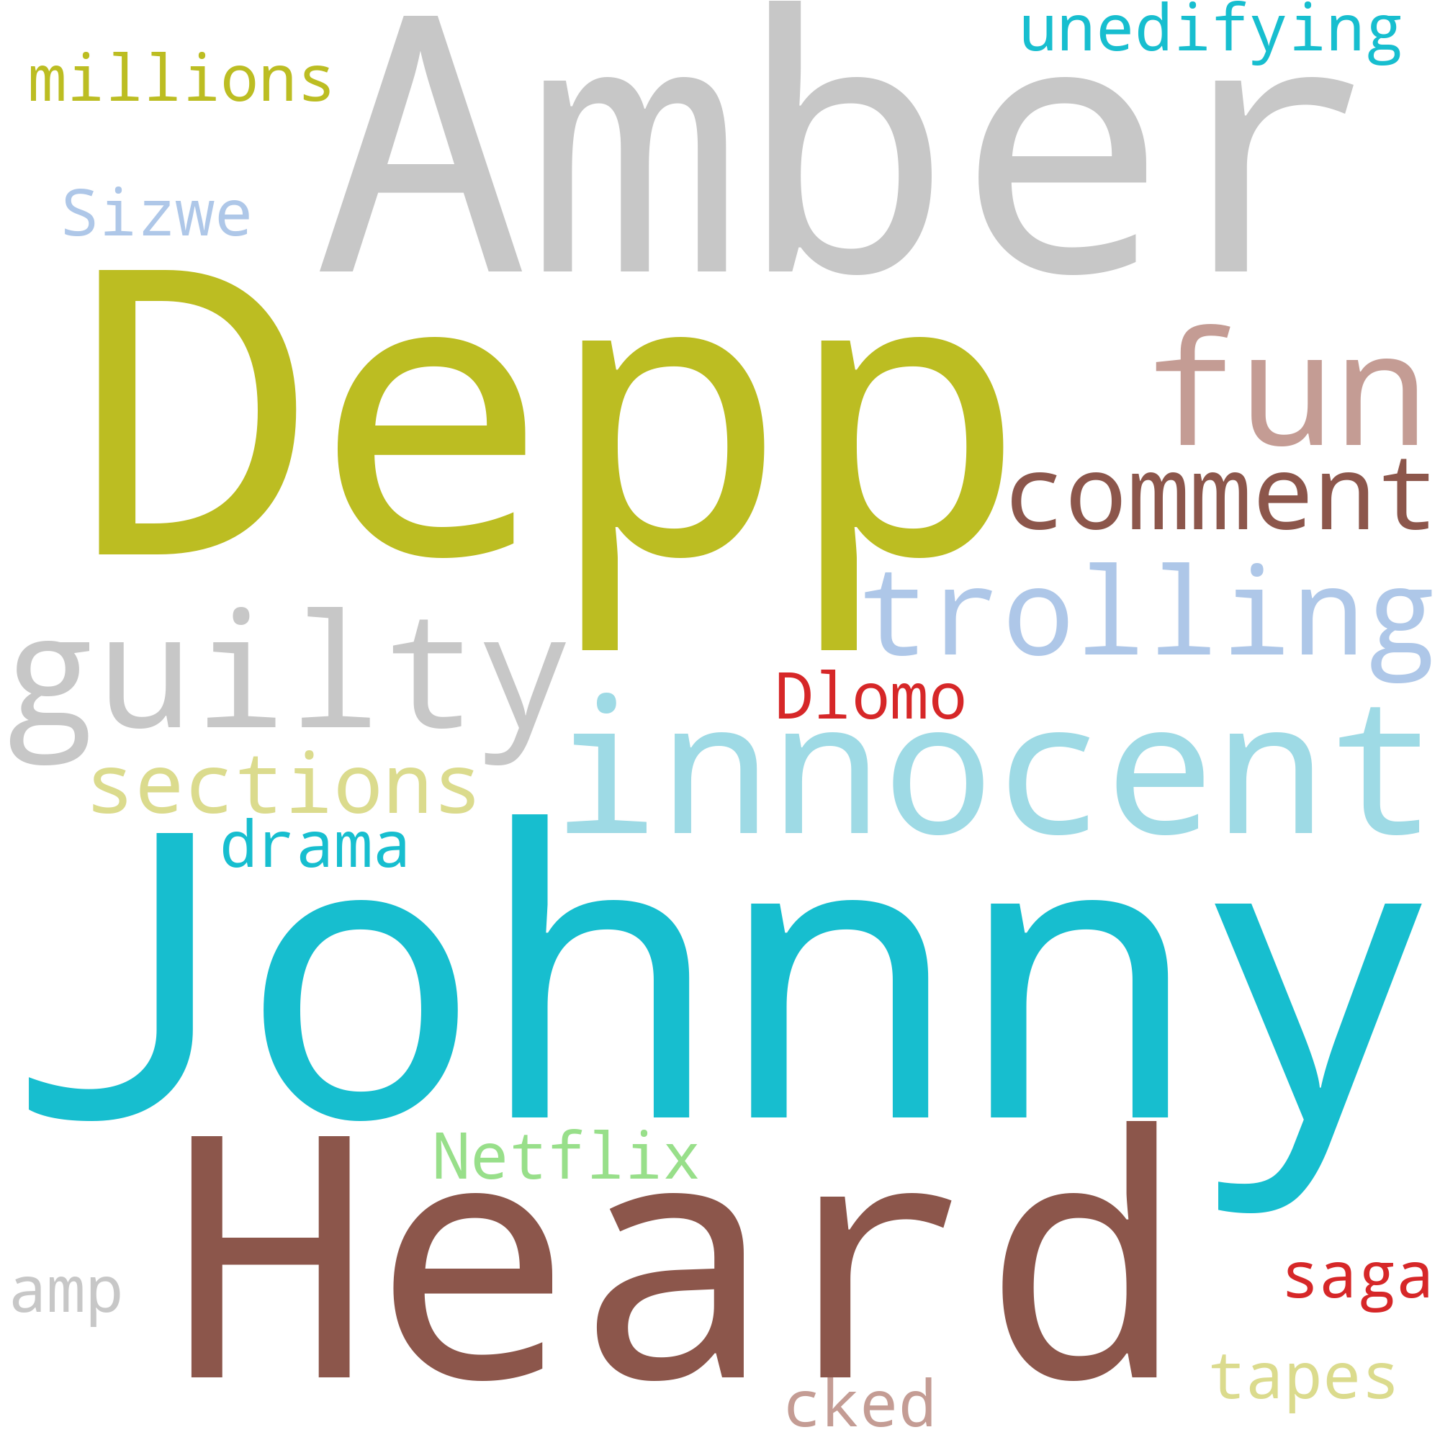 unedifying
millions
Amber
Sizwe
Depp
fun
comment
trolling
guilty
Dlomo
innocent
sections
drama
Johnny
Netflix
Heard
amp
saga
tapes
cked